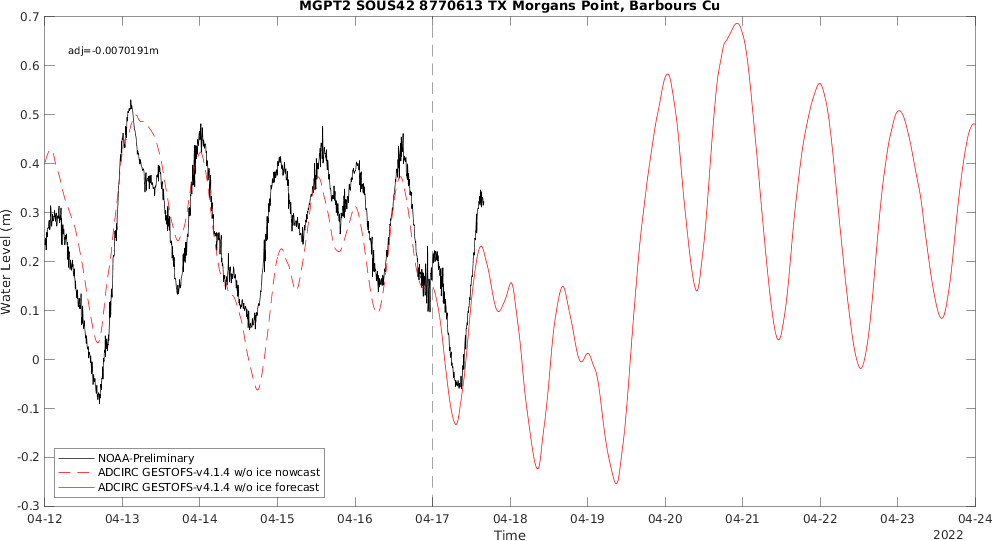 MGPT2 SOUS42 8770613 TX Morgans Point, Barbours Cu
adj=-0.0070191m
0.7
0.6
0.5
0.4
0.3
0.2
0.1
0
-0.1
-0.2
-0.3
Water Level (m)
NOAA-Preliminary
ADCIRC GESTOFS-v4.1.4 w/o ice nowcast
ADCIRC GESTOFS-v4.1.4 w/o ice forecast
04-12 04-13 04-14 04-15 04-16 04-17 04-18 04-19 04-20 04-21 04-22 04-23 04-24
Time
2022